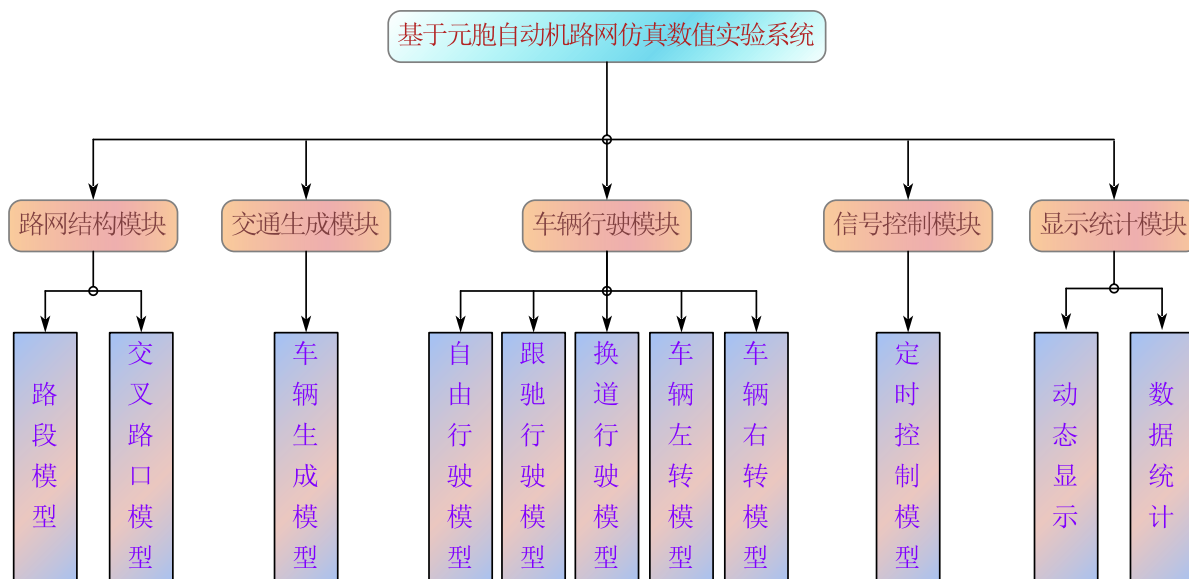 基于元胞自动机路网仿真数值实验系统
路网结构模块
交通生成模块
车辆行驶模块
信号控制模块
显示统计模块
路段模型
交叉路口模型
车辆生成模型
自由行驶模型
跟驰行驶模型
换道行驶模型
车辆左转模型
车辆右转模型
定时控制模型
动态显示
数据统计